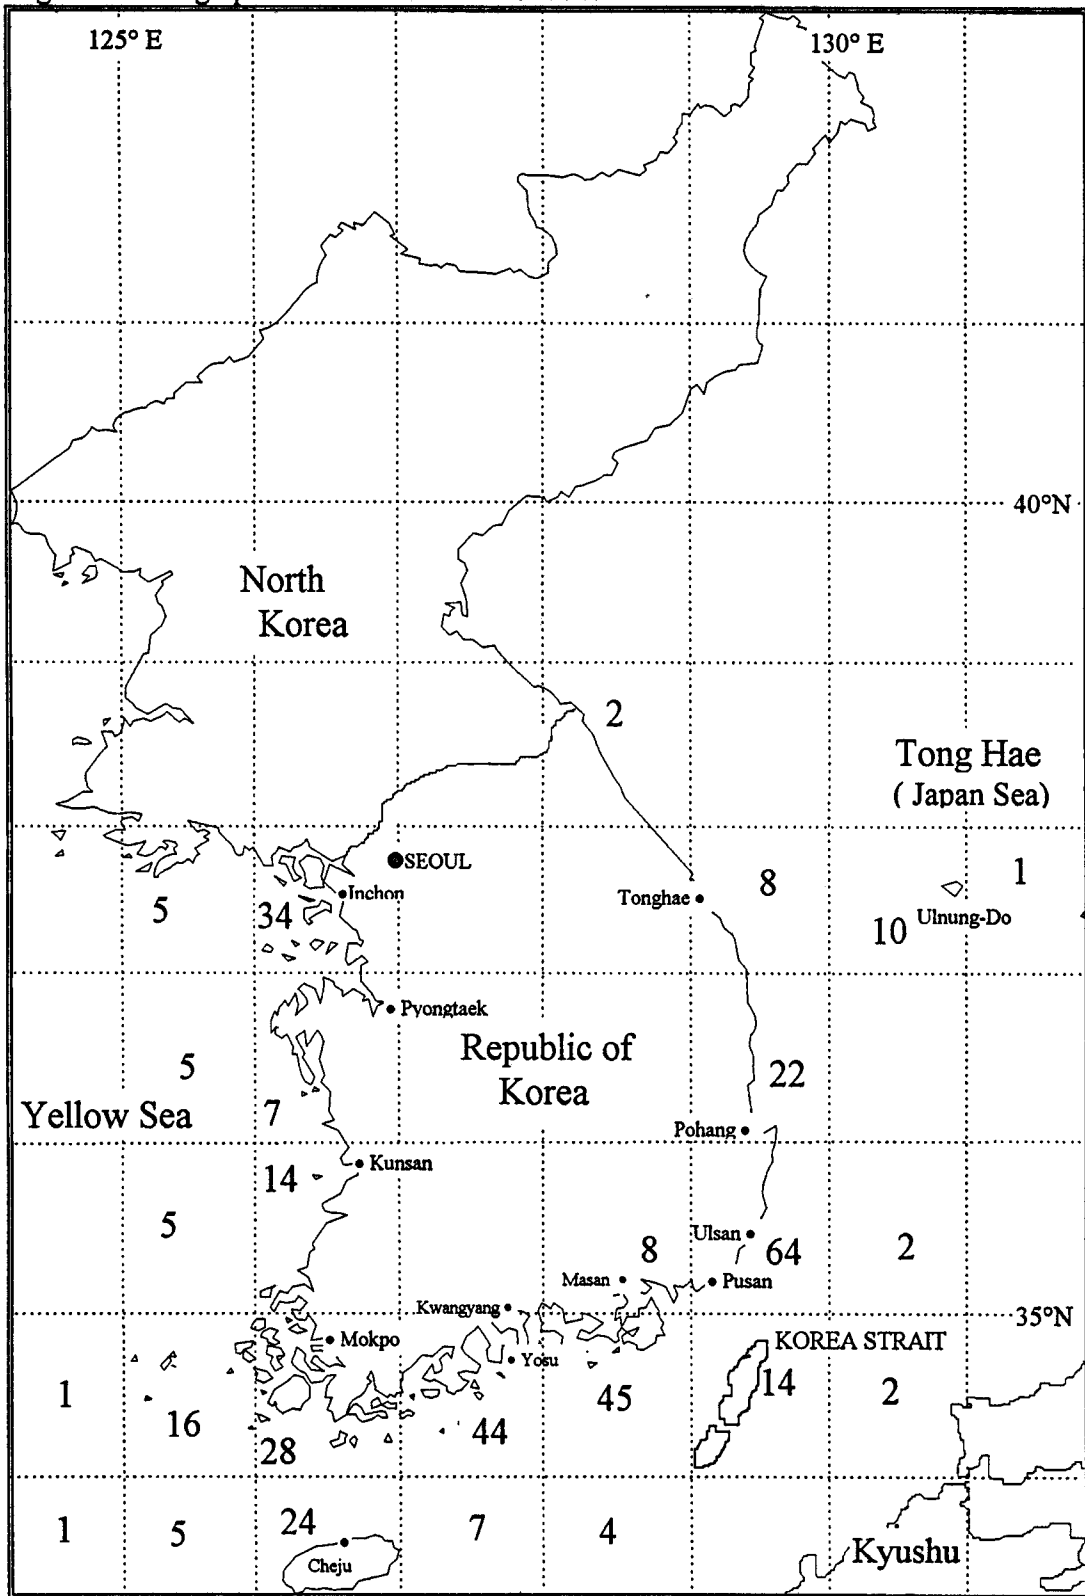 125° E
130° E
40°N
North
Korea
2
Tong Hae
( Japan Sea)
SEOUL
Inchon
Tonghae
8
1
5
34
10
Ulnung-Do
Pyongtaek
Republic of
Korea
5
22
7
Yellow Sea
Pohang
14
Kunsan
5
8
Ulsan
64
2
Masan
Pusan
Kwangyang
35°N
Mokpo
Yosu
KOREA STRAIT
1
16
28
44
45
14
2
1
5
24
7
4
Cheju
Kyushu